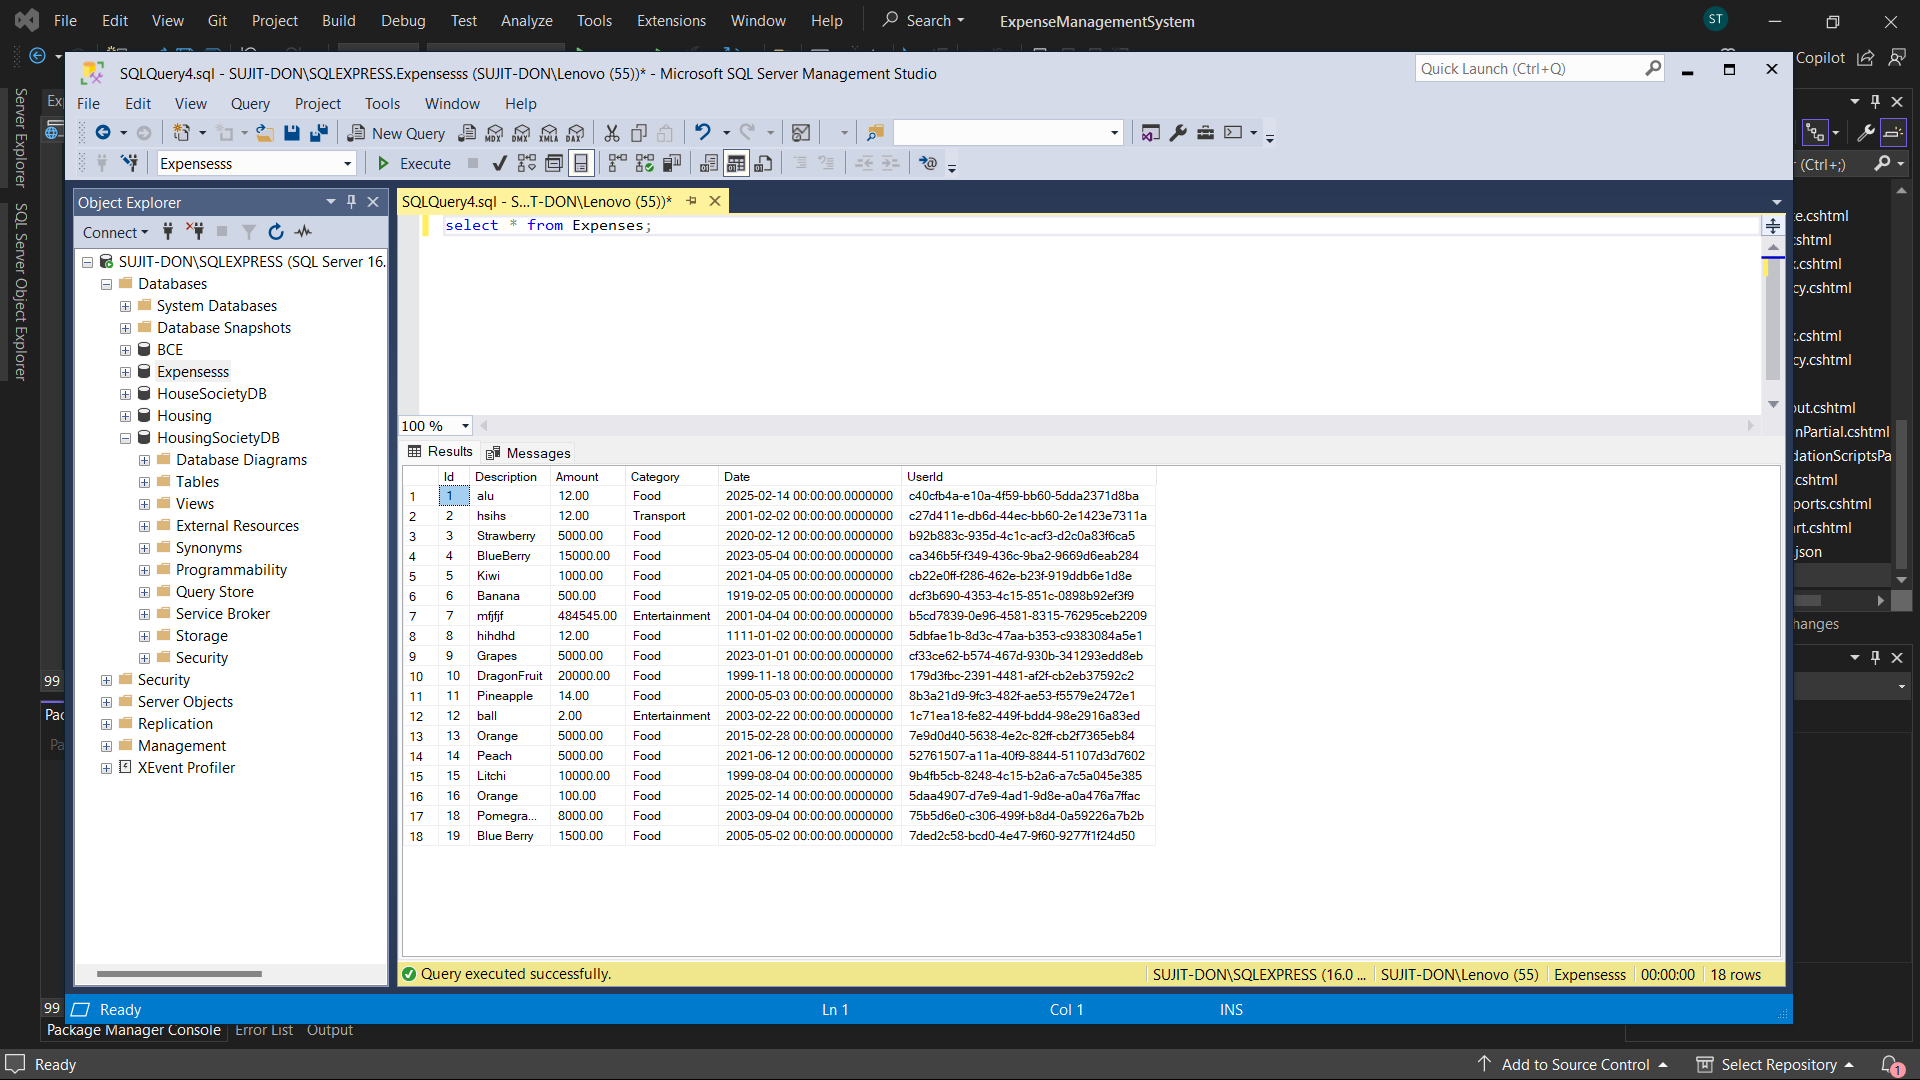 File Edit View Git Project Build Debug Test Analyze Tools Extensions Window Help Search ExpenseManagementSystem ST
Copilot
SQLQuery4.sql - SUJIT-DON\SQLEXPRESS.Expensesss (SUJIT-DON\Lenovo (55))* - Microsoft SQL Server Management Studio
Quick Launch (Ctrl+Q)
File Edit View Query Project Tools Window Help
New Query MDX DMX XMLA DAX
Expensesss Execute
(Ctrl+;)
Server Explorer
SQL Server Object Explorer
Object Explorer
Connect
SUJIT-DON\SQLEXPRESS (SQL Server 16.
Databases
System Databases
Database Snapshots
BCE
Expensesss
HouseSocietyDB
Housing
HousingSocietyDB
Database Diagrams
Tables
Views
External Resources
Synonyms
Programmability
Query Store
Service Broker
Storage
Security
Security
Server Objects
Replication
Management
XEvent Profiler
SQLQuery4.sql - S...T-DON\Lenovo (55))*
select * from Expenses;
100 %
Results Messages
Id Description Amount Category Date UserId
1 1 alu 12.00 Food 2025-02-14 00:00:00.0000000 c40cfb4a-e10a-4f59-bb60-5dda2371d8ba
2 2 hsihs 12.00 Transport 2001-02-02 00:00:00.0000000 c27d411e-db6d-44ec-bb60-2e1423e7311a
3 3 Strawberry 5000.00 Food 2020-02-12 00:00:00.0000000 b92b883c-935d-4c1c-acf3-d2c0a83f6ca5
4 4 BlueBerry 15000.00 Food 2023-05-04 00:00:00.0000000 ca346b5f-f349-436c-9ba2-9669d6eab284
5 5 Kiwi 1000.00 Food 2021-04-05 00:00:00.0000000 cb22e0ff-f286-462e-b23f-919ddb6e1d8e
6 6 Banana 500.00 Food 1919-02-05 00:00:00.0000000 dcf3b690-4353-4c15-851c-0898b92ef3f9
7 7 mfjfjf 484545.00 Entertainment 2001-04-04 00:00:00.0000000 b5cd7839-0e96-4581-8315-76295ceb2209
8 8 hihdhd 12.00 Food 1111-01-02 00:00:00.0000000 5dbfae1b-8d3c-47aa-b353-c9383084a5e1
9 9 Grapes 5000.00 Food 2023-01-01 00:00:00.0000000 cf33ce62-b574-467d-930b-341293edd8eb
10 10 DragonFruit 20000.00 Food 1999-11-18 00:00:00.0000000 179d3fbc-2391-4481-af2f-cb2eb37592c2
11 11 Pineapple 14.00 Food 2000-05-03 00:00:00.0000000 8b3a21d9-9fc3-482f-ae53-f5579e2472e1
12 12 ball 2.00 Entertainment 2003-02-22 00:00:00.0000000 1c71ea18-fe82-449f-bdd4-98e2916a83ed
13 13 Orange 5000.00 Food 2015-02-28 00:00:00.0000000 7e9d0d40-5638-4e2c-82ff-cb2f7365eb84
14 14 Peach 5000.00 Food 2021-06-12 00:00:00.0000000 52761507-a11a-40f9-8844-51107d3d7602
15 15 Litchi 10000.00 Food 1999-08-04 00:00:00.0000000 9b4fb5cb-8248-4c15-b2a6-a7c5a045e385
16 16 Orange 100.00 Food 2025-02-14 00:00:00.0000000 5daa4907-d7e9-4ad1-9d8e-a0a476a7ffac
17 18 Pomegra... 8000.00 Food 2003-09-04 00:00:00.0000000 75b5d6e0-c306-499f-b8d4-0a59226a7b2b
18 19 Blue Berry 1500.00 Food 2005-05-02 00:00:00.0000000 7ded2c58-bcd0-4e47-9f60-9277f1f24d50
Query executed successfully. SUJIT-DON\SQLEXPRESS (16.0 ... SUJIT-DON\Lenovo (55) Expensesss 00:00:00 18 rows
Ready Ln 1 Col 1 INS
e.cshtml
shtml
.cshtml
cy.cshtml
.cshtml
cy.cshtml
out.cshtml
nPartial.cshtml
dationScriptsPa
.cshtml
ports.cshtml
rt.cshtml
json
hanges
99
Pac
99
Package Manager Console Error List Output
Ready Add to Source Control Select Repository 1